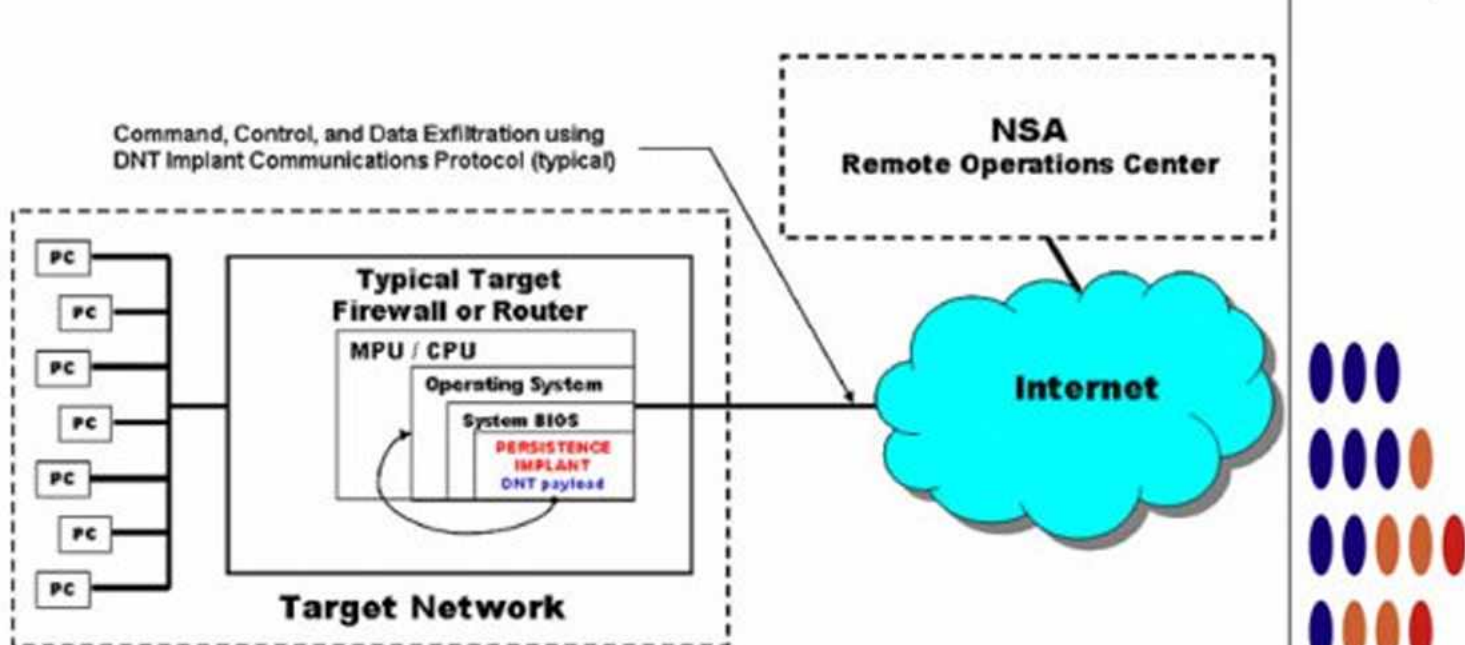 Command, Control, and Data Exfiltration using
DNT Implant Communications Protocol (typical)
NSA
Remote Operations Center
PC
PC
PC
PC
PC
PC
PC
Typical Target
Firewall or Router
MPU / CPU
Operating System
System BIOS
PERSISTENCE
IMPLANT
DNT payload
Internet
Target Network